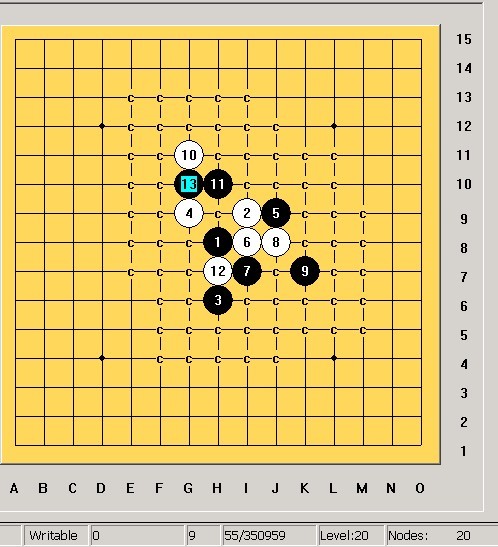 15
14
c c c c c 13
c c c c c c 12
c c 10 c c c c c 11
c c 13 11 c c c c 10
c c 4 c 2 5 c c c 9
c c c 1 6 8 c c c 8
c c c 12 7 c 9 c c 7
c c 3 c c c c c 6
c c c c c c c c 5
c c c c c 4
3
2
1
A B C D E F G H I J K L M N O
Writable 0 9 55/350959 Level:20 Nodes: 20